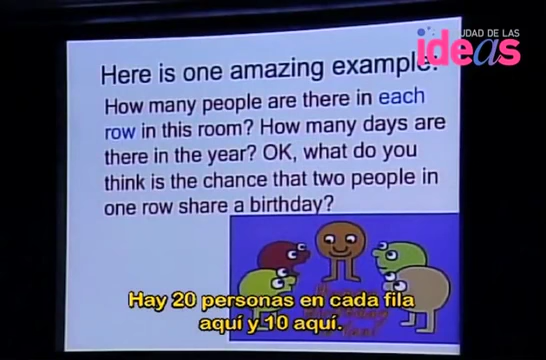 CIUDAD DE LAS
ideas
Here is one amazing example:
How many people are there in each
row in this room? How many days are
there in the year? OK, what do you
think is the chance that two people in
one row share a birthday?
Hay 20 personas en cada fila
aquí y 10 aquí.